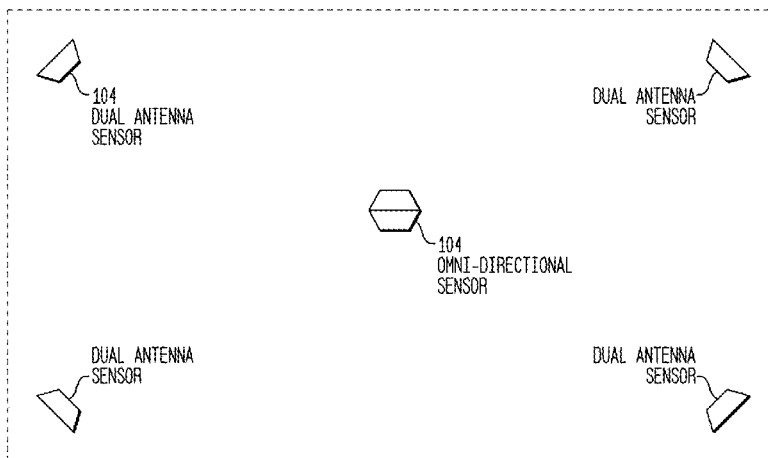 104
DUAL ANTENNA
SENSOR
DUAL ANTENNA
SENSOR
104
OMNI-DIRECTIONAL
SENSOR
DUAL ANTENNA
SENSOR
DUAL ANTENNA
SENSOR